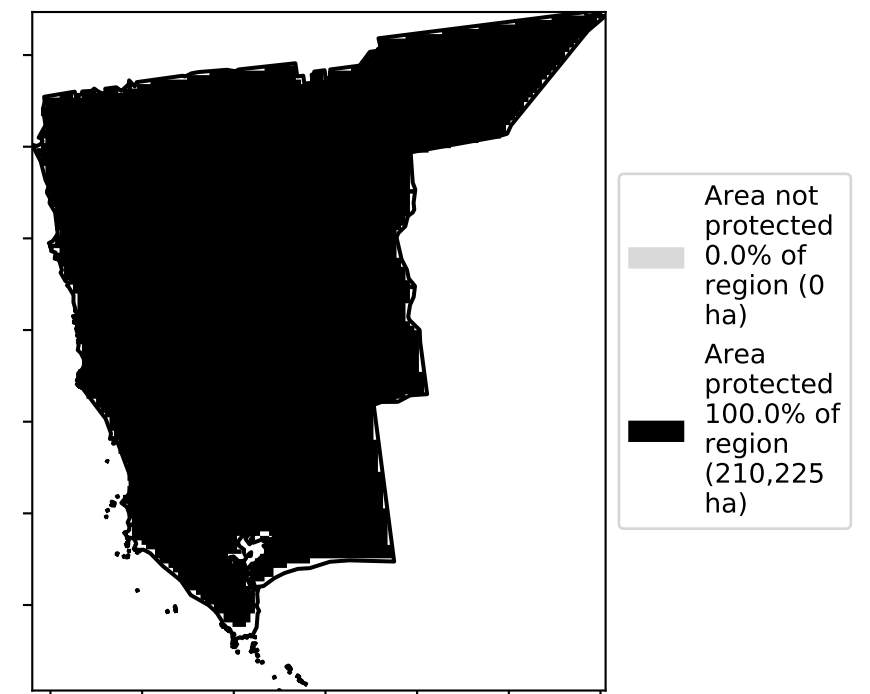 Area not
protected
0.0% of
region (0
ha)
Area
protected
100.0% of
region
(210,225
ha)